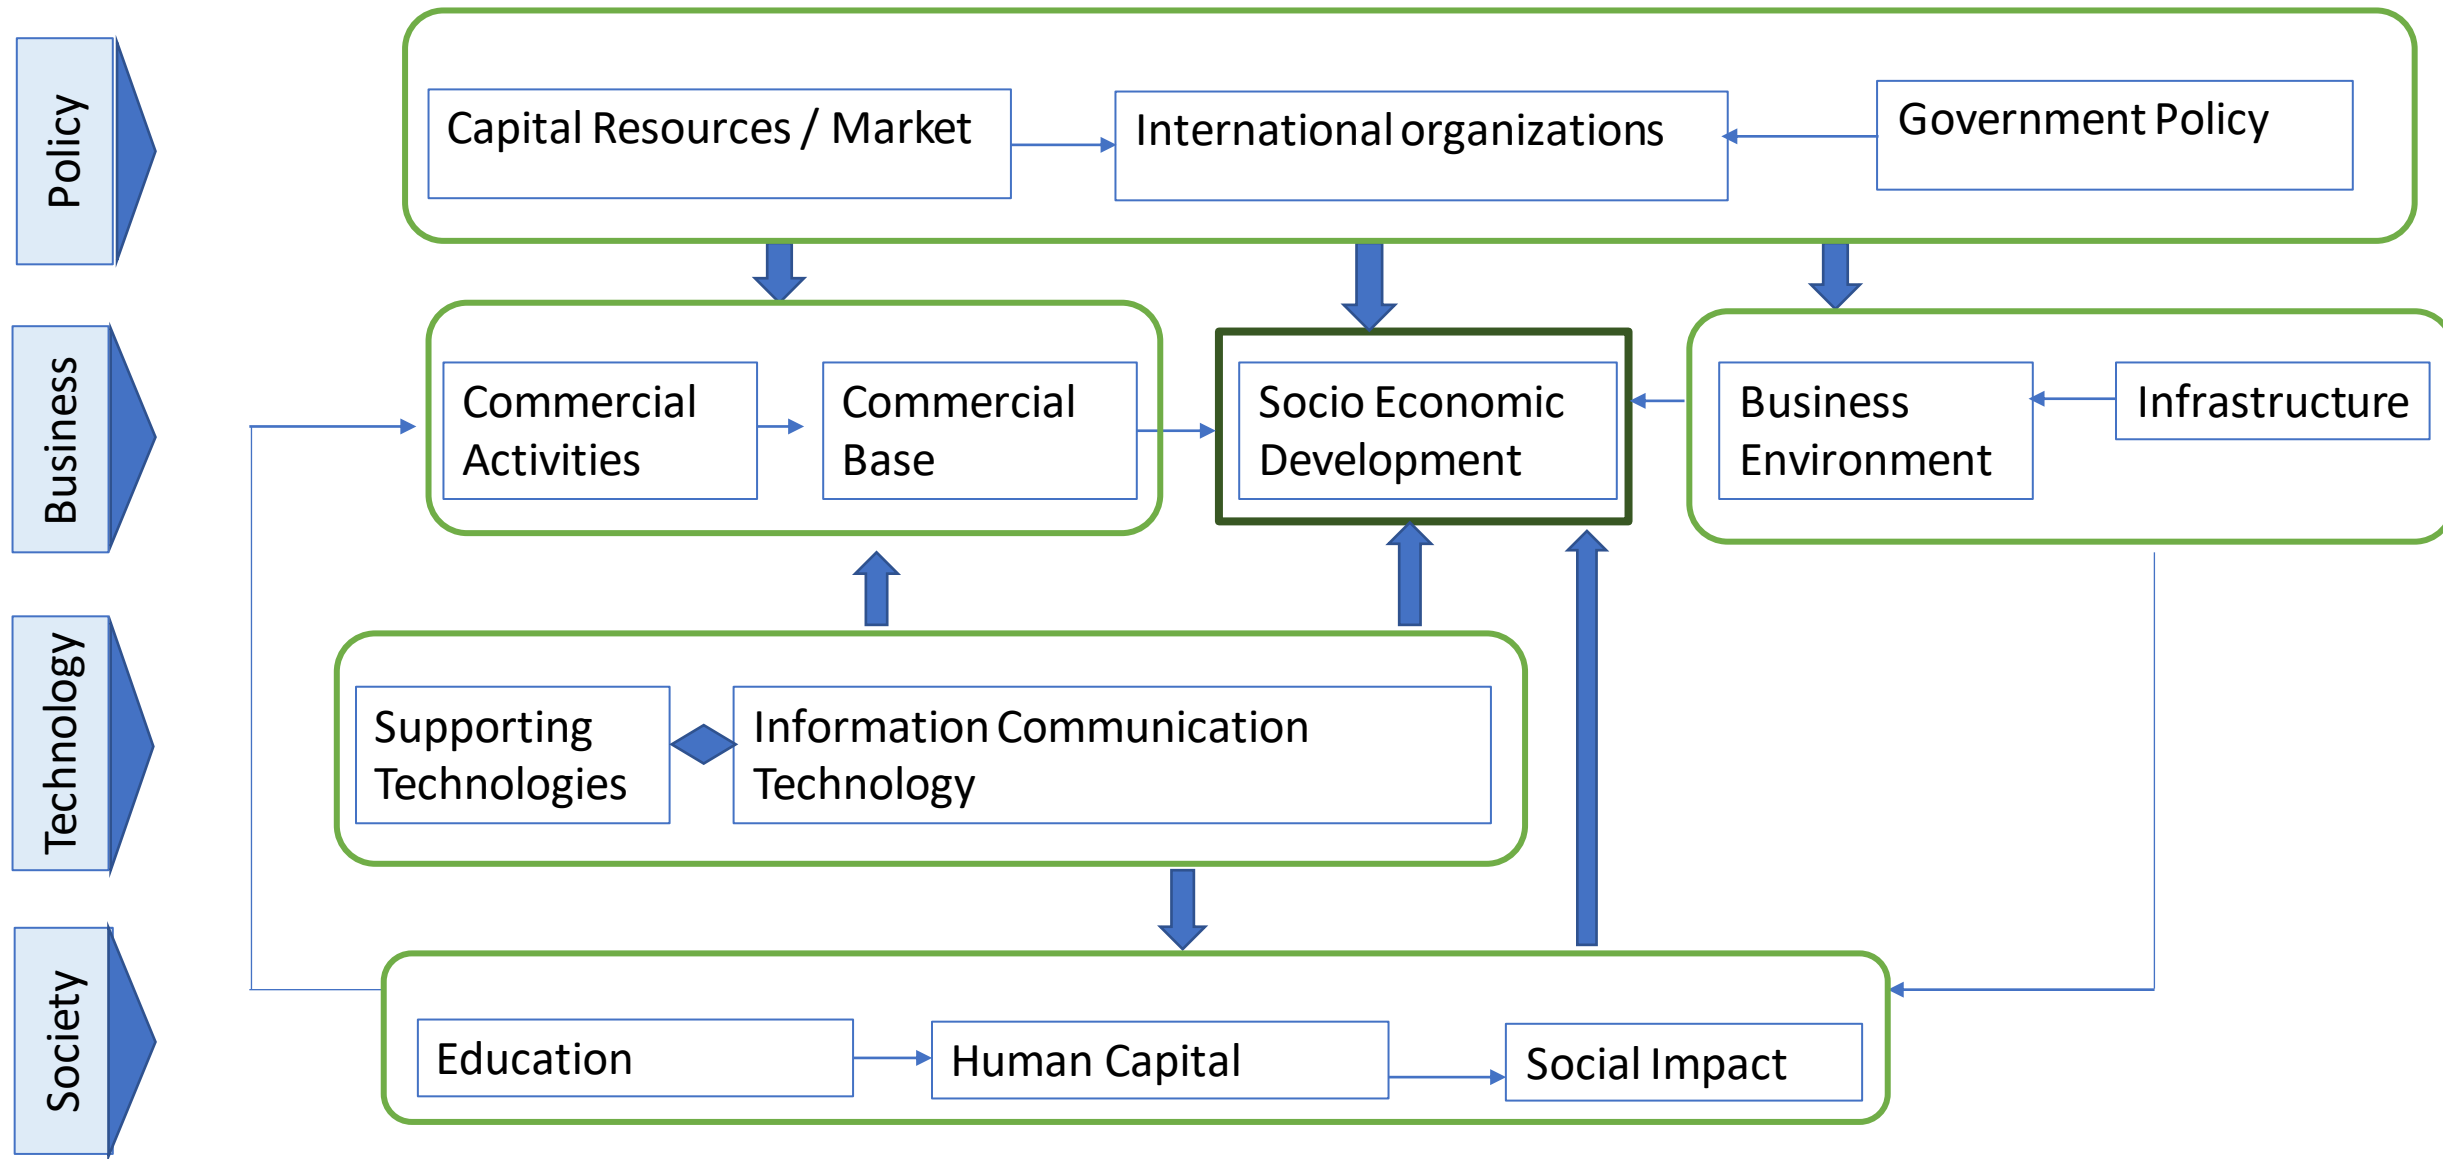 Policy
Capital Resources / Market
International organizations
Government Policy
Business
Commercial
Activities
Commercial
Base
Socio Economic
Development
Business
Environment
Infrastructure
Technology
Supporting
Technologies
Information Communication
Technology
Society
Education
Human Capital
Social Impact